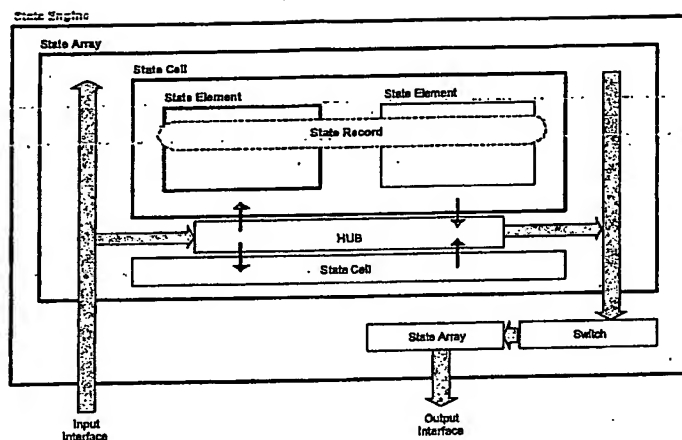 State Engine
State Array
State Cell
State Element
State Element
State Record
HUB
State Cell
State Array
Switch
Input
Interface
Output
Interface